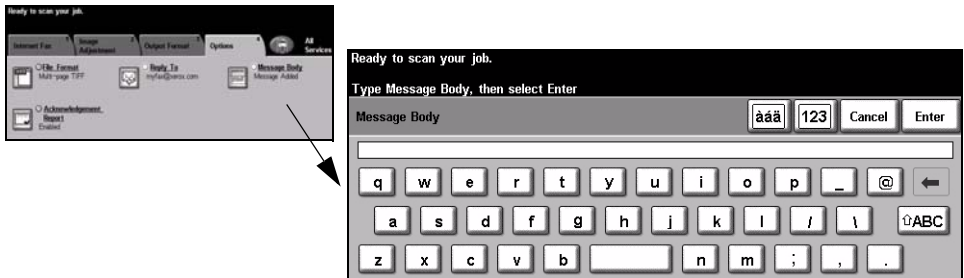 Ready to scan your job.
Internet Fax
Image Adjustment
Output Format
Options
All Services
File Format
Multi-page TIFF
Reply To
myfax@xerox.com
Message Body
Message Added
Acknowledgement Report
Enabled
Ready to scan your job.
Type Message Body, then select Enter
Message Body àáä 123 Cancel Enter
q w e r t y u i o p _ @ ←
a s d f g h j k l / \ ⇧ABC
z x c v b n m ; , .